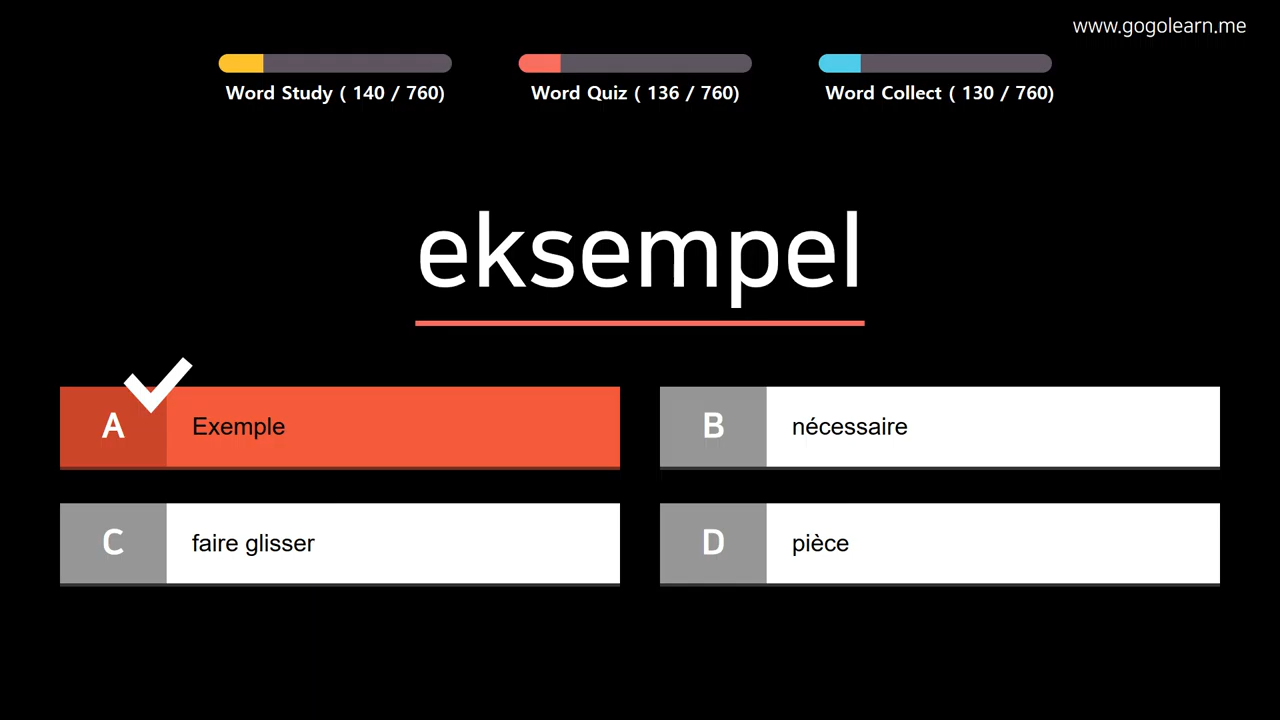 www.gogolearn.me
Word Study ( 140 / 760)
Word Quiz ( 136 / 760)
Word Collect ( 130 / 760)
eksempel
A Exemple
B nécessaire
C faire glisser
D pièce